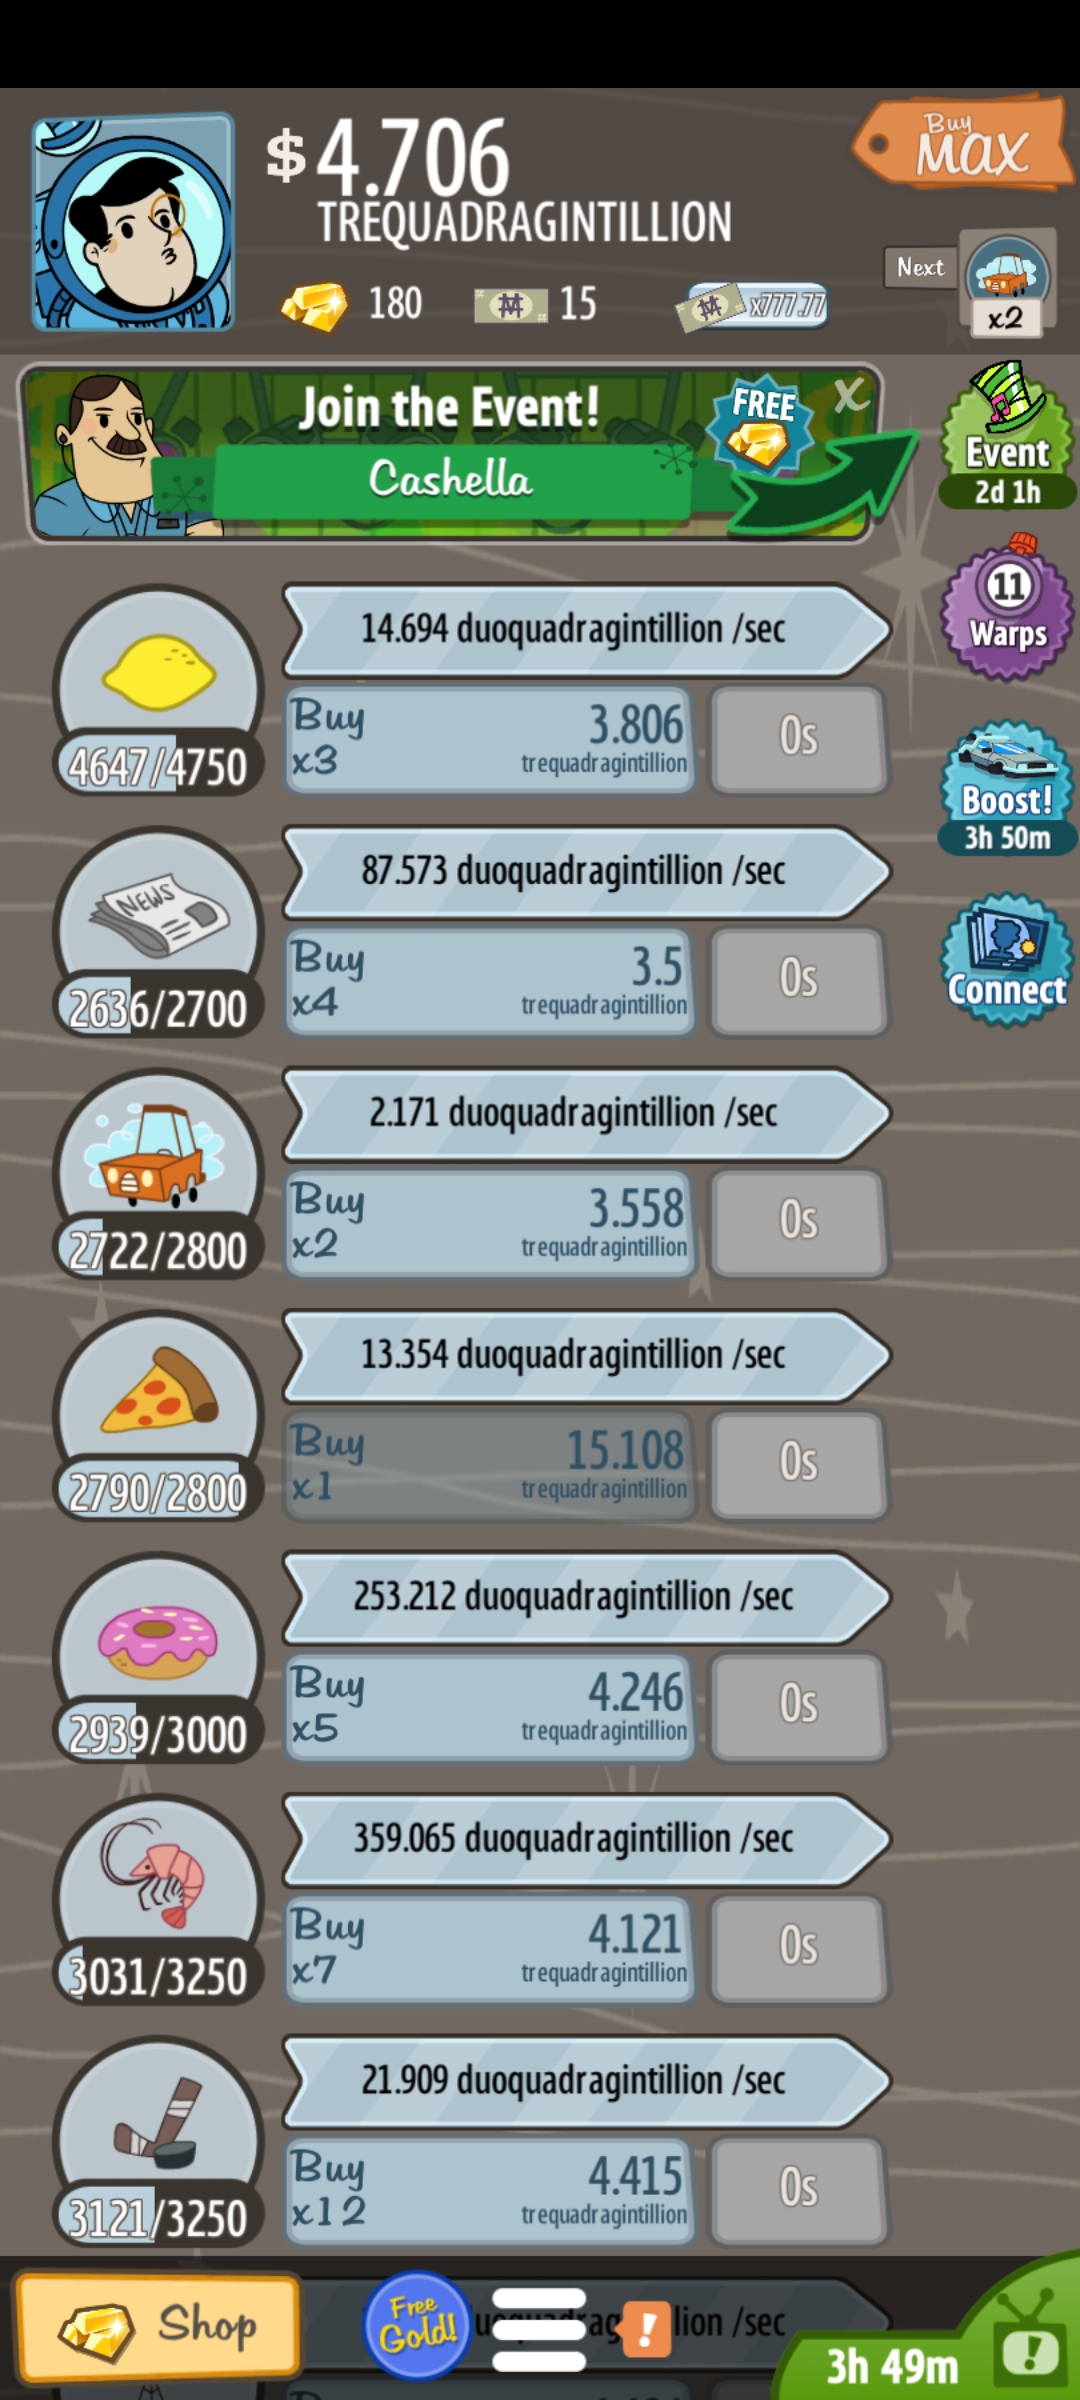 $4.706
TREQUADRAGINTILLION
Buy
MAX
180
15
x777.77
Next
x2
Join the Event!
Cashella
FREE
X
Event
2d 1h
11
Warps
Boost!
3h 50m
Connect
14.694 duoquadragintillion /sec
4647/4750
Buy
x3
3.806
trequadragintillion
0s
87.573 duoquadragintillion /sec
NEWS
2636/2700
Buy
x4
3.5
trequadragintillion
0s
2.171 duoquadragintillion /sec
2722/2800
Buy
x2
3.558
trequadragintillion
0s
13.354 duoquadragintillion /sec
2790/2800
Buy
x1
15.108
trequadragintillion
0s
253.212 duoquadragintillion /sec
2939/3000
Buy
x5
4.246
trequadragintillion
0s
359.065 duoquadragintillion /sec
3031/3250
Buy
x7
4.121
trequadragintillion
0s
21.909 duoquadragintillion /sec
3121/3250
Buy
x12
4.415
trequadragintillion
0s
Shop
Free
Gold!
!
/sec
3h 49m
!